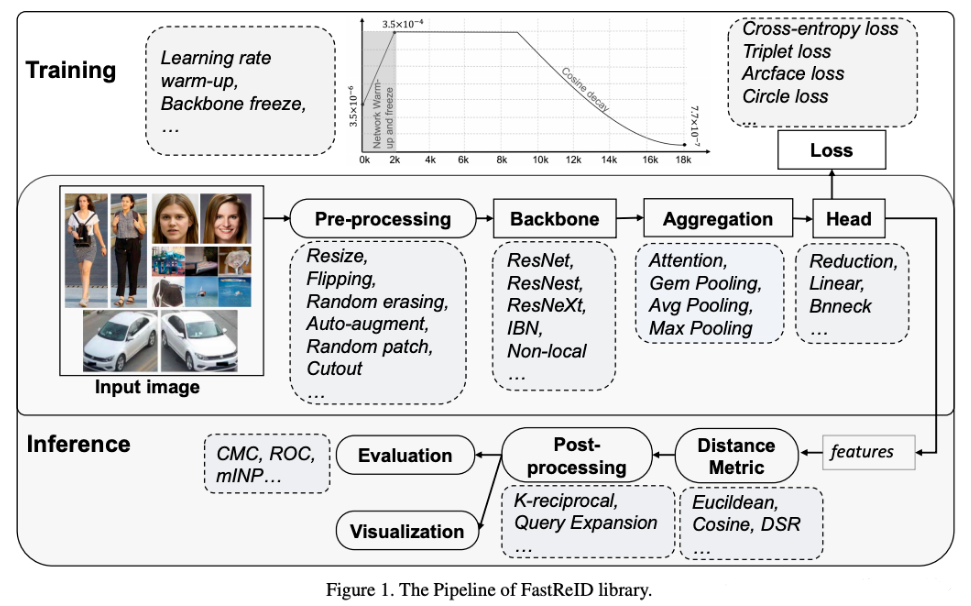 Training
Learning rate
warm-up,
Backbone freeze,
…
3.5×10⁻⁴
3.5×10⁻⁶
Network Warm-
up and freeze
Cosine decay
7.7×10⁻⁷
0k 2k 4k 6k 8k 10k 12k 14k 16k 18k
Cross-entropy loss
Triplet loss
Arcface loss
Circle loss
…
Loss
Input image
Pre-processing
Resize,
Flipping,
Random erasing,
Auto-augment,
Random patch,
Cutout
…
Backbone
ResNet,
ResNest,
ResNeXt,
IBN,
Non-local
…
Aggregation
Attention,
Gem Pooling,
Avg Pooling,
Max Pooling
Head
Reduction,
Linear,
Bnneck
…
Inference
CMC, ROC,
mINP…
Evaluation
Visualization
Post-
processing
K-reciprocal,
Query Expansion
…
Distance
Metric
Eucildean,
Cosine, DSR
…
features
Figure 1. The Pipeline of FastReID library.